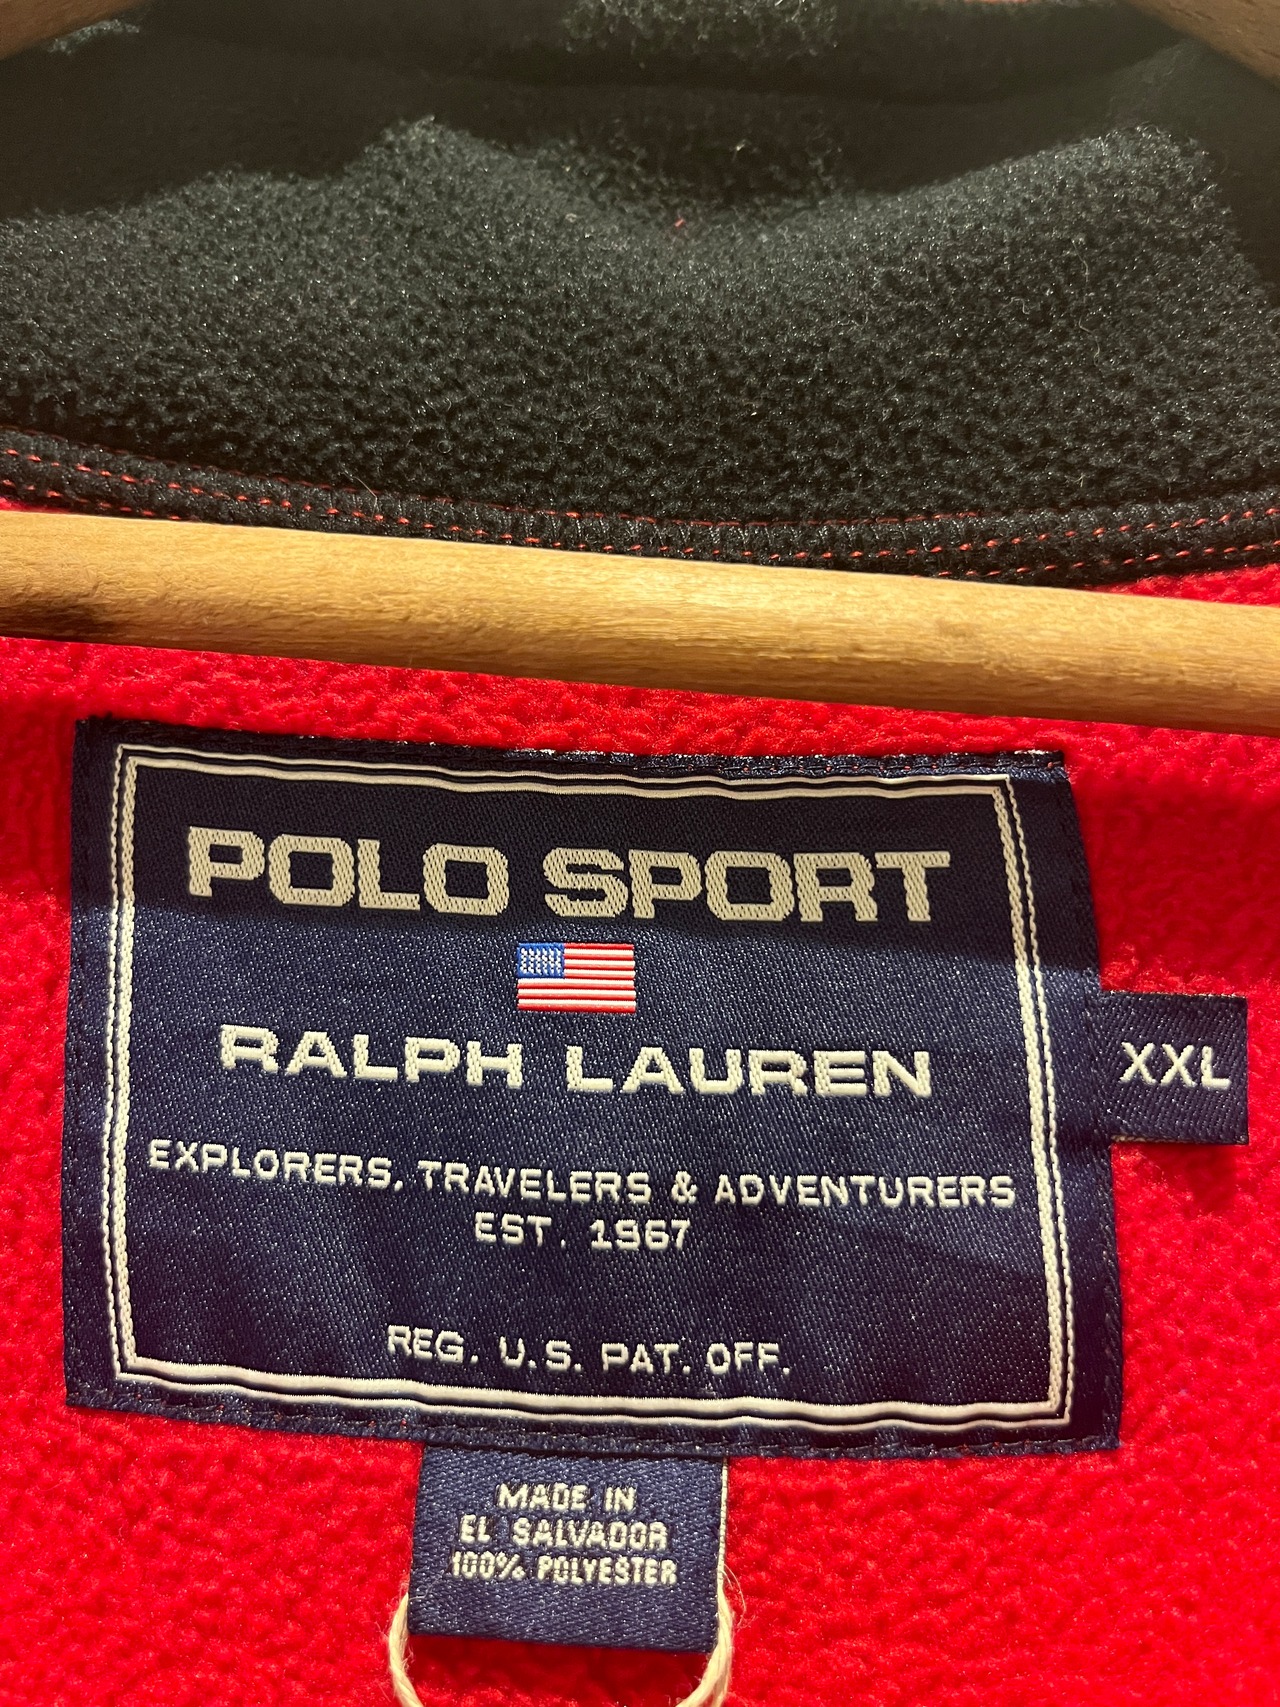 POLO SPORT
RALPH LAUREN
XXL
EXPLORERS, TRAVELERS & ADVENTURERS
EST. 1967
REG. U.S. PAT. OFF.
MADE IN
EL SALVADOR
100% POLYESTER